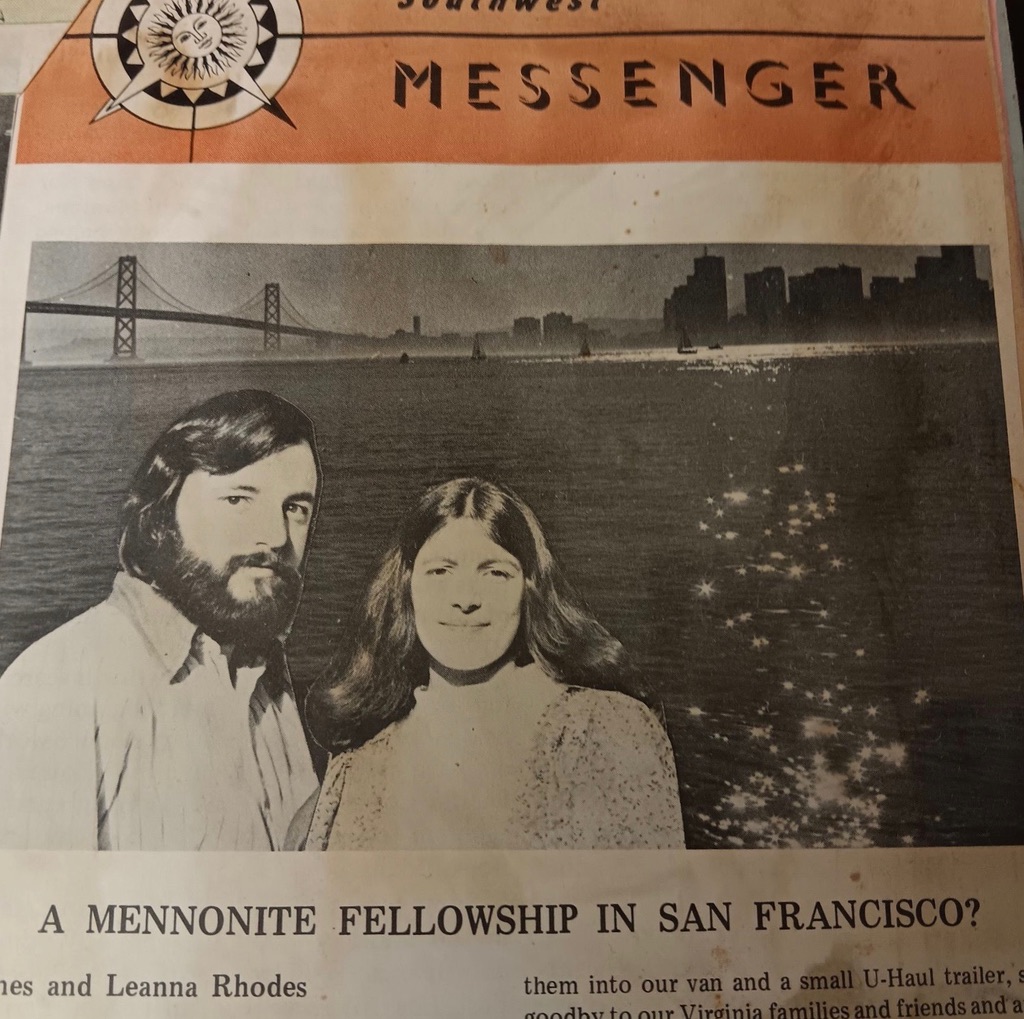 Southwest
MESSENGER
A MENNONITE FELLOWSHIP IN SAN FRANCISCO?
and Leanna Rhodes
them into our van and a small U-Haul trailer,
goodby to our Virginia families and friends and